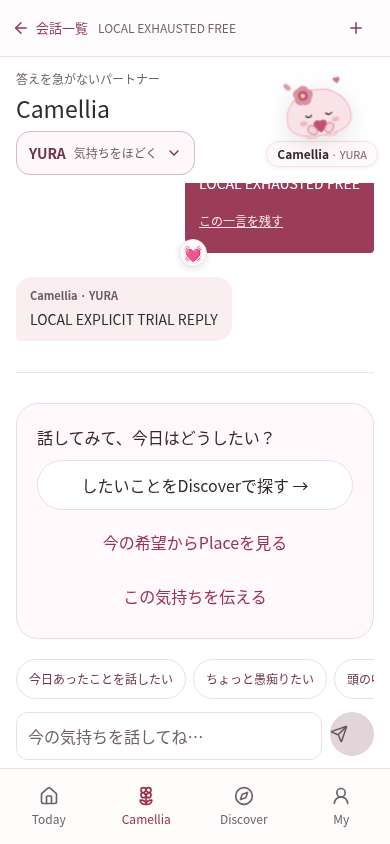 会話一覧 LOCAL EXHAUSTED FREE
答えを急がないパートナー
Camellia
YURA 気持ちをほどく
Camellia · YURA
LOCAL EXHAUSTED FREE
この一言を残す
Camellia · YURA
LOCAL EXPLICIT TRIAL REPLY
話してみて、今日はどうしたい？
したいことをDiscoverで探す →
今の希望からPlaceを見る
この気持ちを伝える
今日あったことを話したい ちょっと愚痴りたい 頭の
今の気持ちを話してね…
Today Camellia Discover My